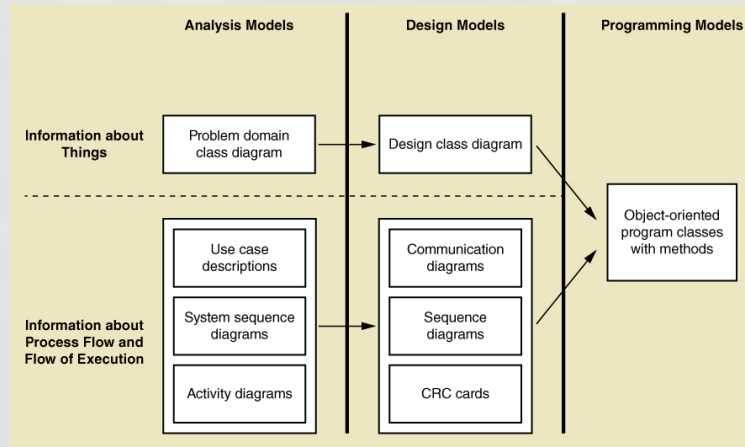 Analysis Models
Design Models
Programming Models
Information about
Things
Problem domain
class diagram
Design class diagram
Object-oriented
program classes
with methods
Information about
Process Flow and
Flow of Execution
Use case
descriptions
System sequence
diagrams
Activity diagrams
Communication
diagrams
Sequence
diagrams
CRC cards